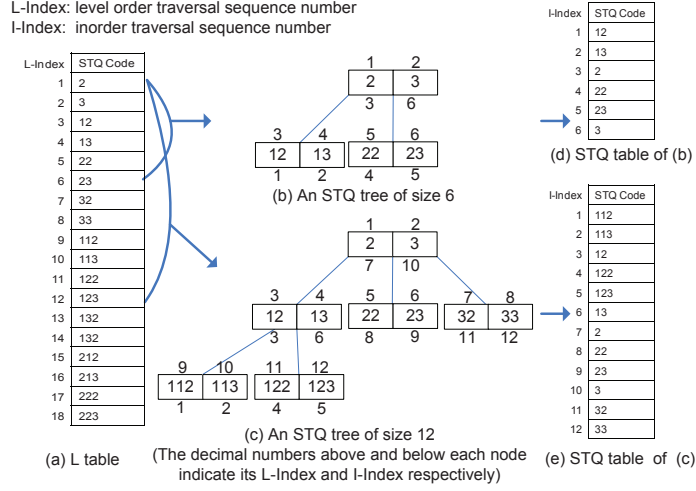 L-Index: level order traversal sequence number
I-Index: inorder traversal sequence number
L-Index STQ Code
1 2
2 3
3 12
4 13
5 22
6 23
7 32
8 33
9 112
10 113
11 122
12 123
13 132
14 132
15 212
16 213
17 222
18 223
(a) L table
1 2
2 3
3 6
3 4 5 6
12 13 22 23
1 2 4 5
(b) An STQ tree of size 6
1 2
2 3
7 10
3 4 5 6 7 8
12 13 22 23 32 33
3 6 8 9 11 12
9 10 11 12
112 113 122 123
1 2 4 5
(c) An STQ tree of size 12
(The decimal numbers above and below each node
indicate its L-Index and I-Index respectively)
I-Index STQ Code
1 12
2 13
3 2
4 22
5 23
6 3
(d) STQ table of (b)
I-Index STQ Code
1 112
2 113
3 12
4 122
5 123
6 13
7 2
8 22
9 23
10 3
11 32
12 33
(e) STQ table of (c)